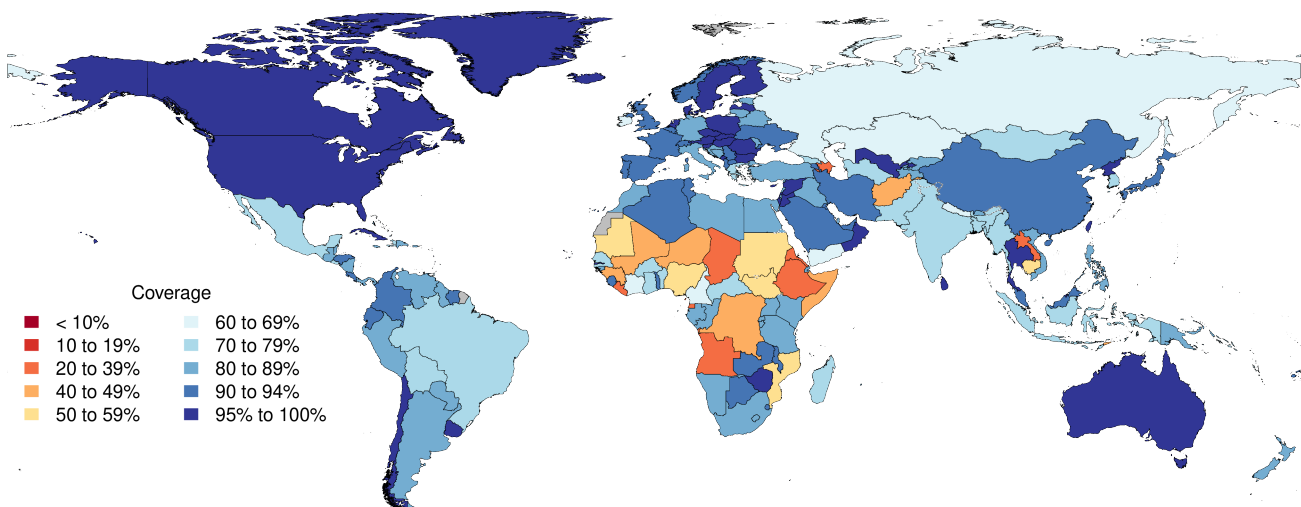 Coverage
< 10%
10 to 19%
20 to 39%
40 to 49%
50 to 59%
60 to 69%
70 to 79%
80 to 89%
90 to 94%
95% to 100%